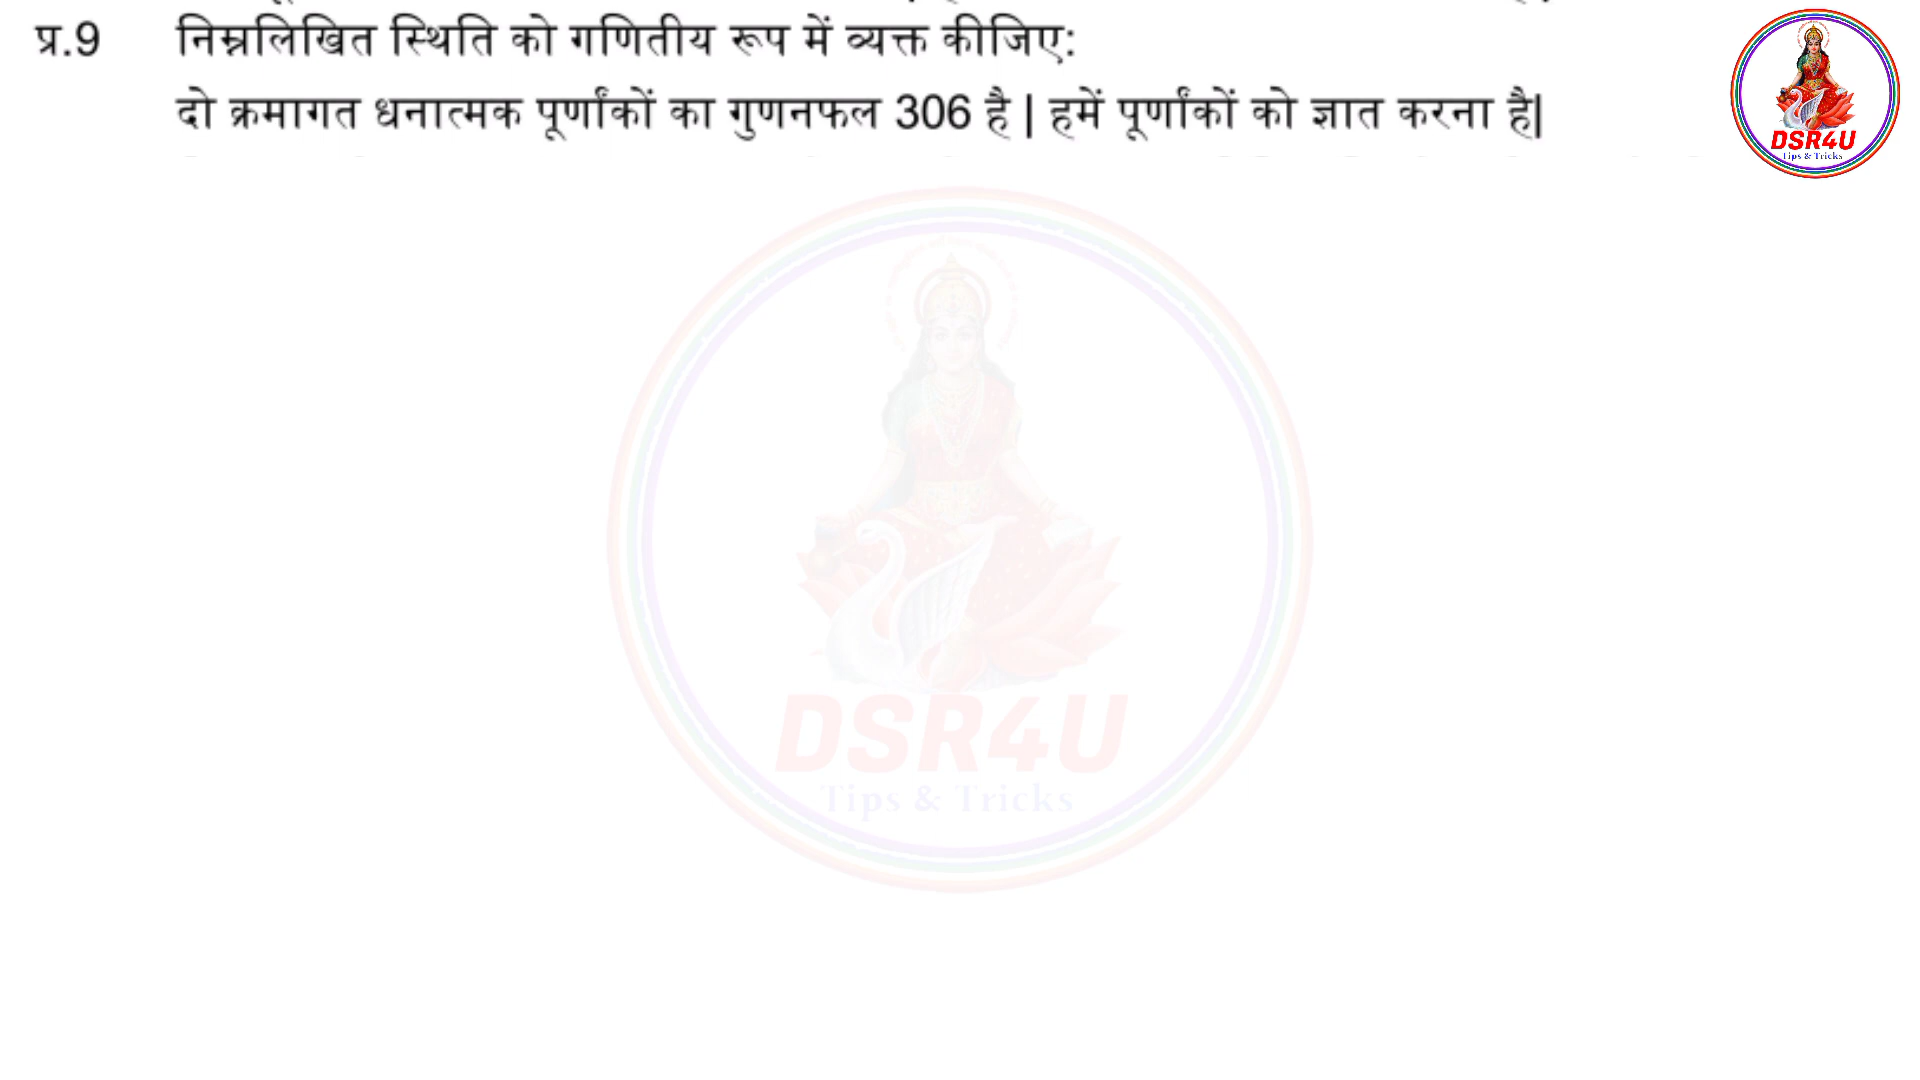 प्र.9 निम्नलिखित स्थिति को गणितीय रूप में व्यक्त कीजिए:
दो क्रमागत धनात्मक पूर्णांकों का गुणनफल 306 है | हमें पूर्णांकों को ज्ञात करना है|
DSR4U
Tips & Tricks
DSR4U
Tips & Tricks